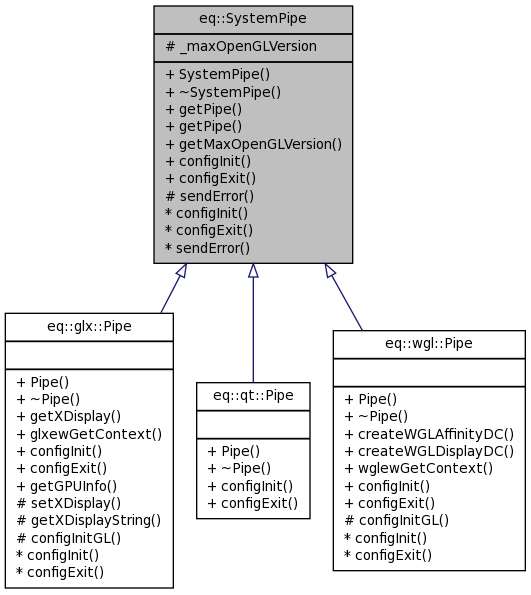 eq::SystemPipe
# _maxOpenGLVersion
+ SystemPipe()
+ ~SystemPipe()
+ getPipe()
+ getPipe()
+ getMaxOpenGLVersion()
+ configInit()
+ configExit()
# sendError()
* configInit()
* configExit()
* sendError()
eq::glx::Pipe
+ Pipe()
+ ~Pipe()
+ getXDisplay()
+ glxewGetContext()
+ configInit()
+ configExit()
+ getGPUInfo()
# setXDisplay()
# getXDisplayString()
# configInitGL()
* configInit()
* configExit()
eq::qt::Pipe
+ Pipe()
+ ~Pipe()
+ configInit()
+ configExit()
eq::wgl::Pipe
+ Pipe()
+ ~Pipe()
+ createWGLAffinityDC()
+ createWGLDisplayDC()
+ wglewGetContext()
+ configInit()
+ configExit()
# configInitGL()
* configInit()
* configExit()